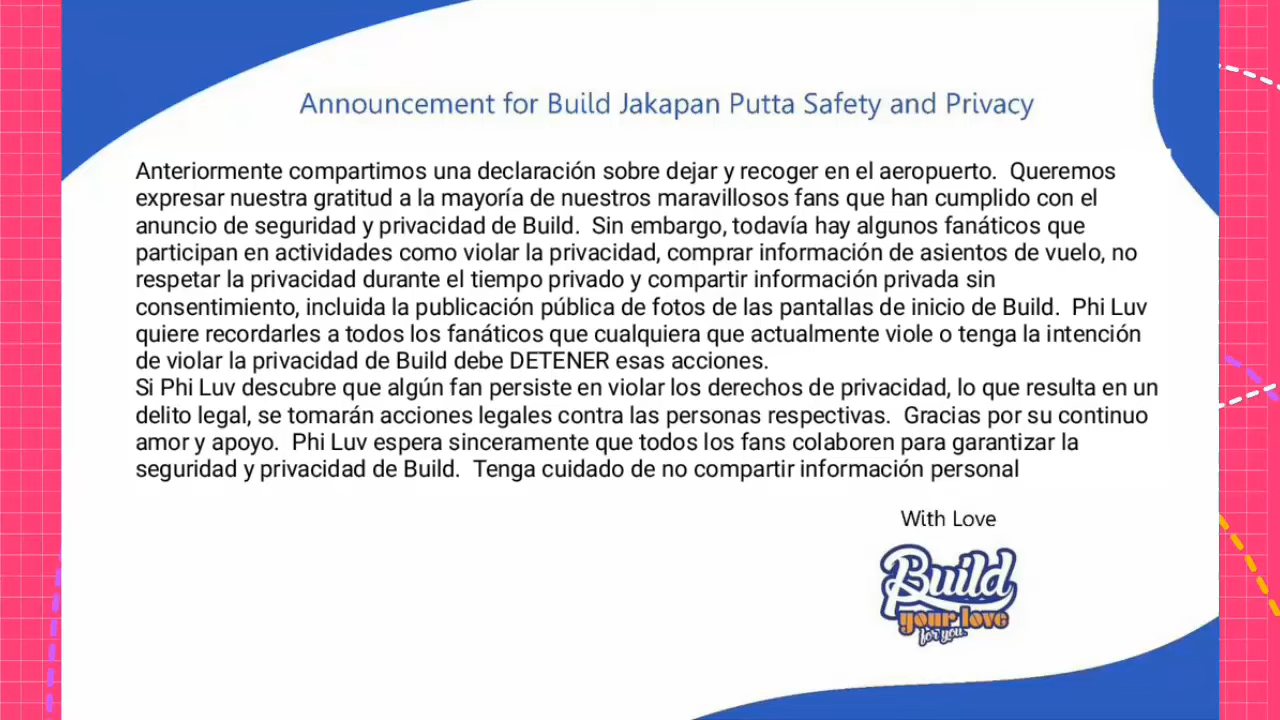 Announcement for Build Jakapan Putta Safety and Privacy
Anteriormente compartimos una declaración sobre dejar y recoger en el aeropuerto.  Queremos
expresar nuestra gratitud a la mayoría de nuestros maravillosos fans que han cumplido con el
anuncio de seguridad y privacidad de Build.  Sin embargo, todavía hay algunos fanáticos que
participan en actividades como violar la privacidad, comprar información de asientos de vuelo, no
respetar la privacidad durante el tiempo privado y compartir información privada sin
consentimiento, incluida la publicación pública de fotos de las pantallas de inicio de Build.  Phi Luv
quiere recordarles a todos los fanáticos que cualquiera que actualmente viole o tenga la intención
de violar la privacidad de Build debe DETENER esas acciones.
Si Phi Luv descubre que algún fan persiste en violar los derechos de privacidad, lo que resulta en un
delito legal, se tomarán acciones legales contra las personas respectivas.  Gracias por su continuo
amor y apoyo.  Phi Luv espera sinceramente que todos los fans colaboren para garantizar la
seguridad y privacidad de Build.  Tenga cuidado de no compartir información personal
With Love
Build
your love
for you